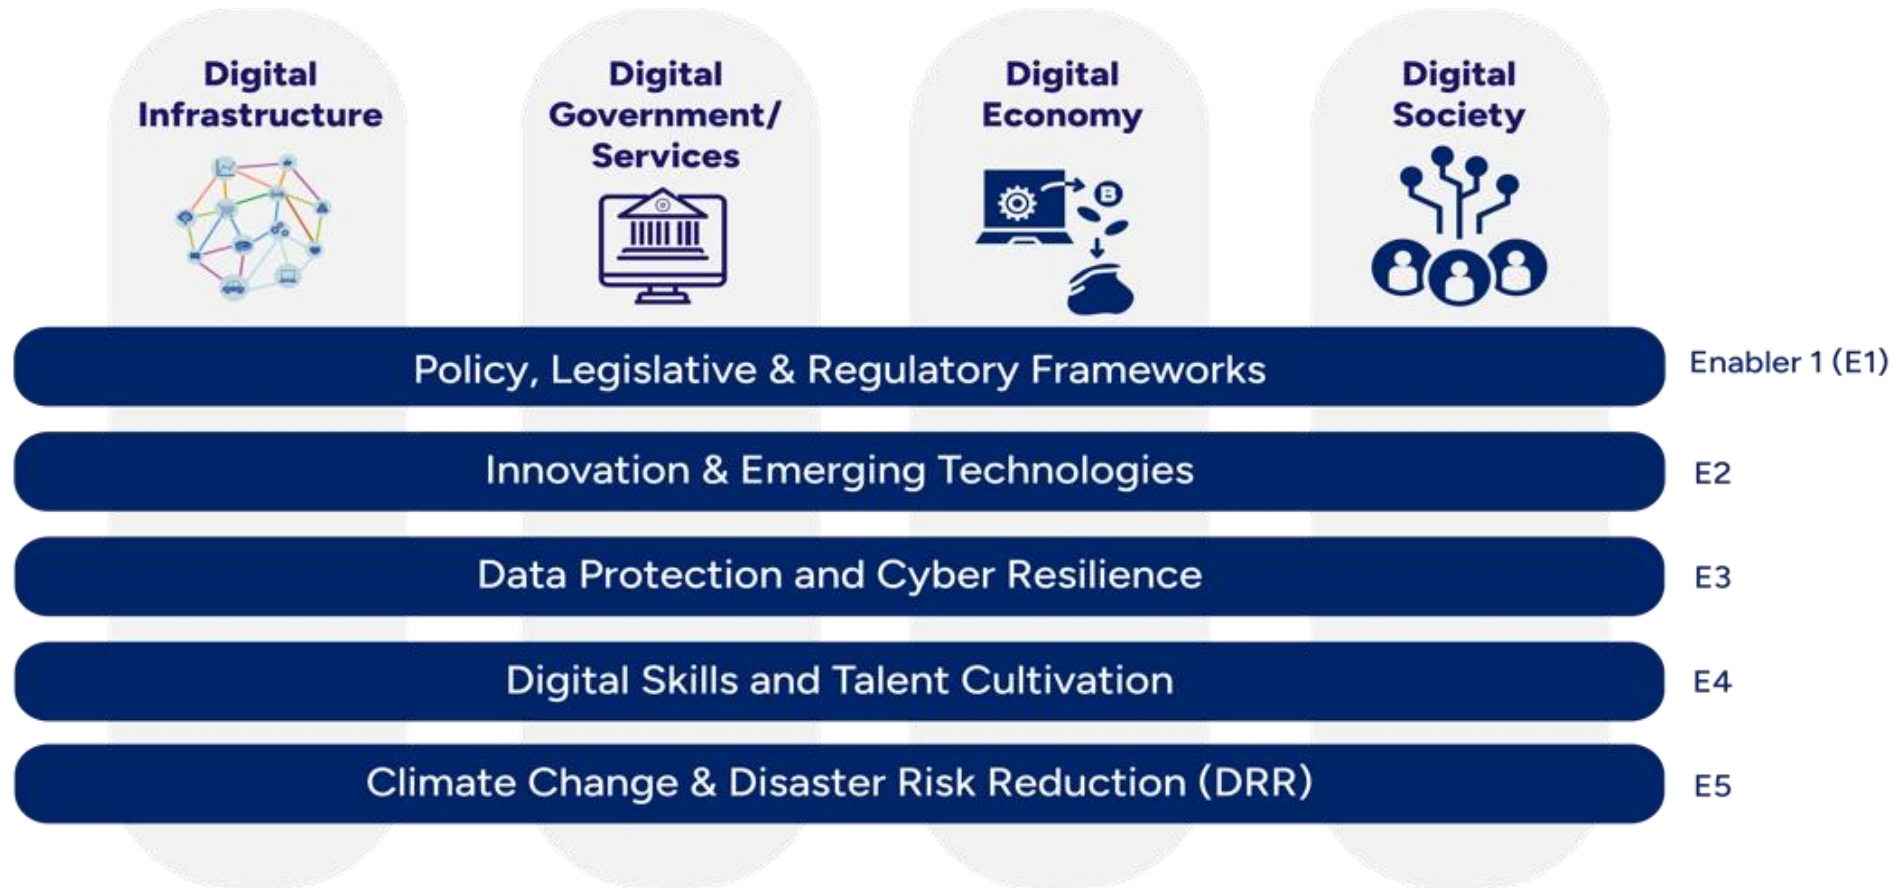 Digital
Infrastructure
Digital
Government/
Services
Digital
Economy
Digital
Society
B
Policy, Legislative & Regulatory Frameworks
Enabler 1 (E1)
Innovation & Emerging Technologies
E2
Data Protection and Cyber Resilience
E3
Digital Skills and Talent Cultivation
E4
Climate Change & Disaster Risk Reduction (DRR)
E5